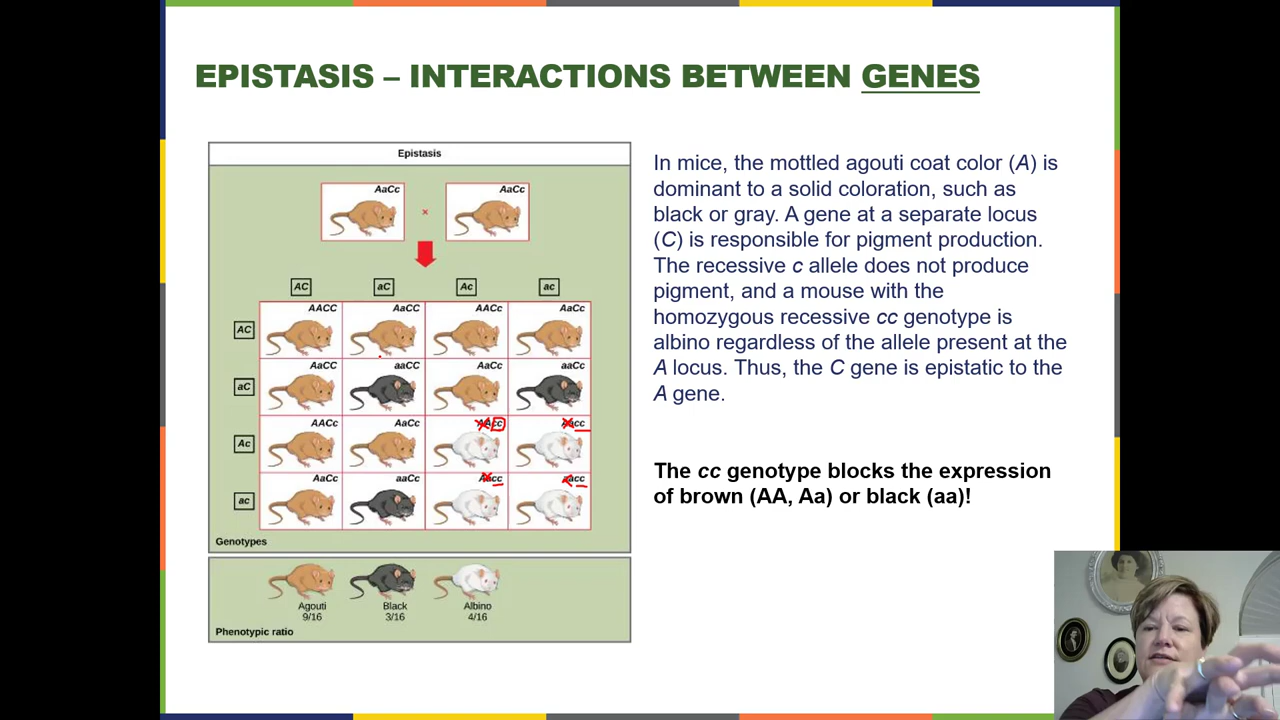 EPISTASIS – INTERACTIONS BETWEEN GENES
Epistasis
AaCc AaCc
×
AC aC Ac ac
AC AACC AaCC AACc AaCc
aC AaCC aaCC AaCc aaCc
Ac AACc AaCc AAcc Aacc
ac AaCc aaCc Aacc aacc
Genotypes
Agouti Black Albino
9/16 3/16 4/16
Phenotypic ratio
In mice, the mottled agouti coat color (A) is
dominant to a solid coloration, such as
black or gray. A gene at a separate locus
(C) is responsible for pigment production.
The recessive c allele does not produce
pigment, and a mouse with the
homozygous recessive cc genotype is
albino regardless of the allele present at the
A locus. Thus, the C gene is epistatic to the
A gene.
The cc genotype blocks the expression
of brown (AA, Aa) or black (aa)!